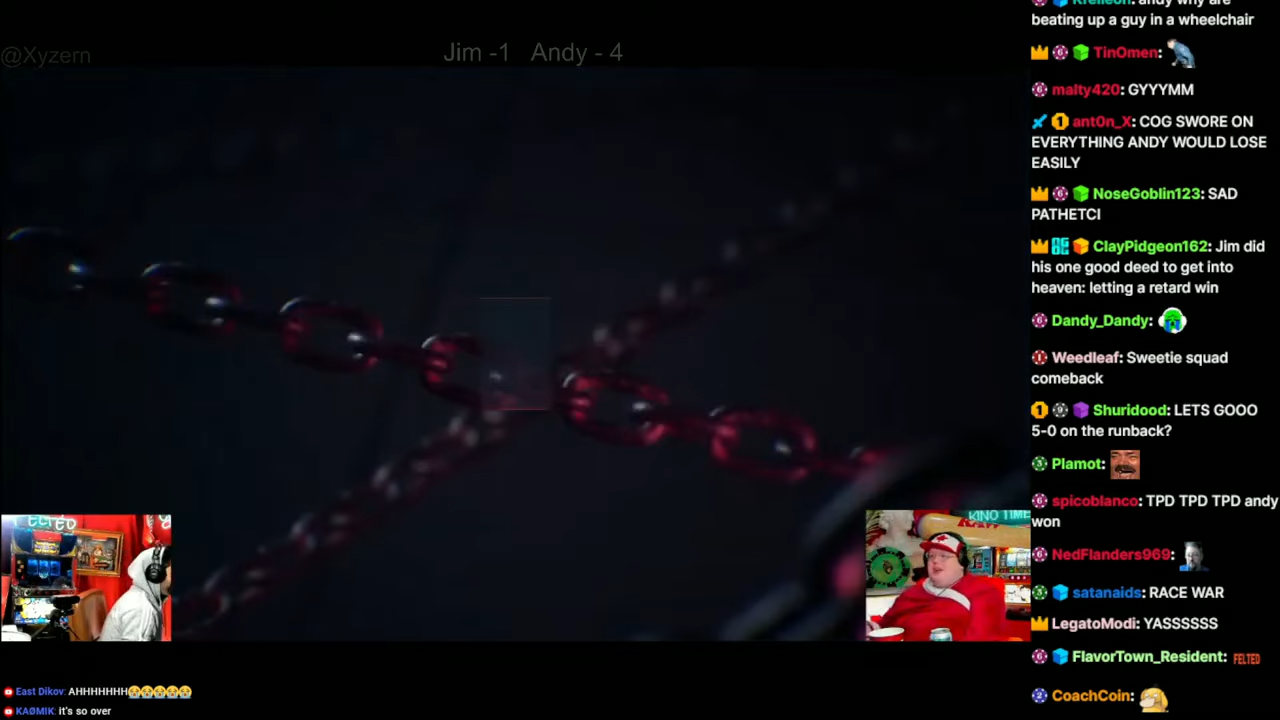 @Xyzern
Jim -1 Andy - 4
beating up a guy in a wheelchair
TinOmen:
malty420: GYYYMM
ant0n_X: COG SWORE ON
EVERYTHING ANDY WOULD LOSE
EASILY
NoseGoblin123: SAD
PATHETCI
ClayPidgeon162: Jim did
his one good deed to get into
heaven: letting a retard win
Dandy_Dandy:
Weedleaf: Sweetie squad
comeback
Shuridood: LETS GOOO
5-0 on the runback?
Plamot:
spicoblanco: TPD TPD TPD andy
won
NedFlanders969:
satanaids: RACE WAR
LegatoModi: YASSSSSS
FlavorTown_Resident: FELTED
CoachCoin:
KINO TIME
East Dikov: AHHHHHHH😭😭😭😭😭
KAØMIK: it's so over